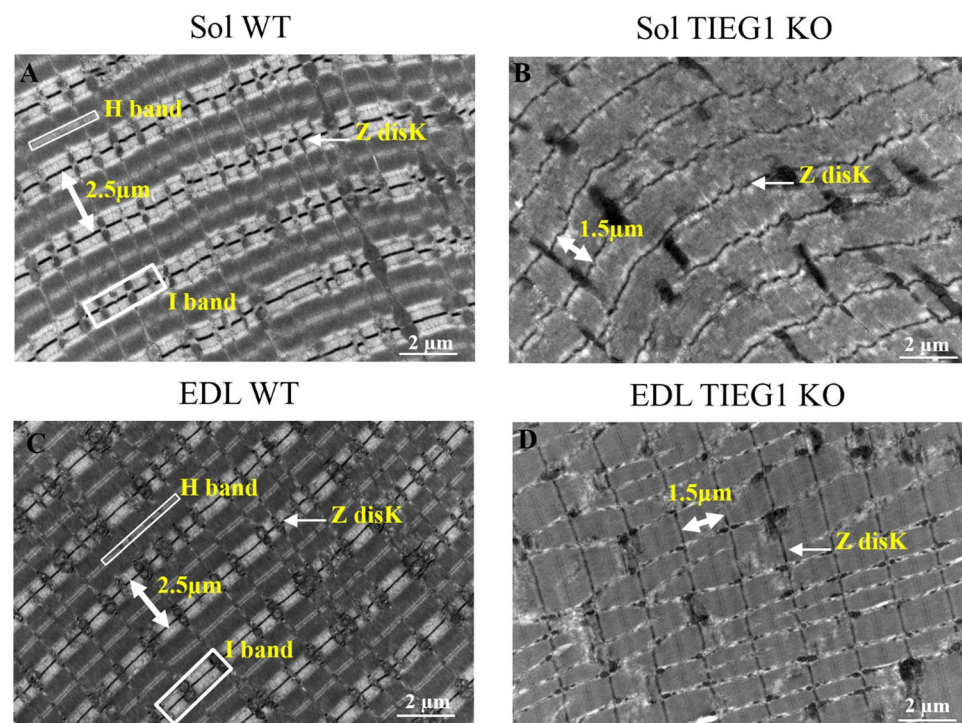 Sol WT
Sol TIEG1 KO
A
H band
Z disK
2.5µm
I band
2 µm
B
Z disK
1.5µm
2 µm
EDL WT
EDL TIEG1 KO
C
H band
Z disK
2.5µm
I band
2 µm
D
1.5µm
Z disK
2 µm